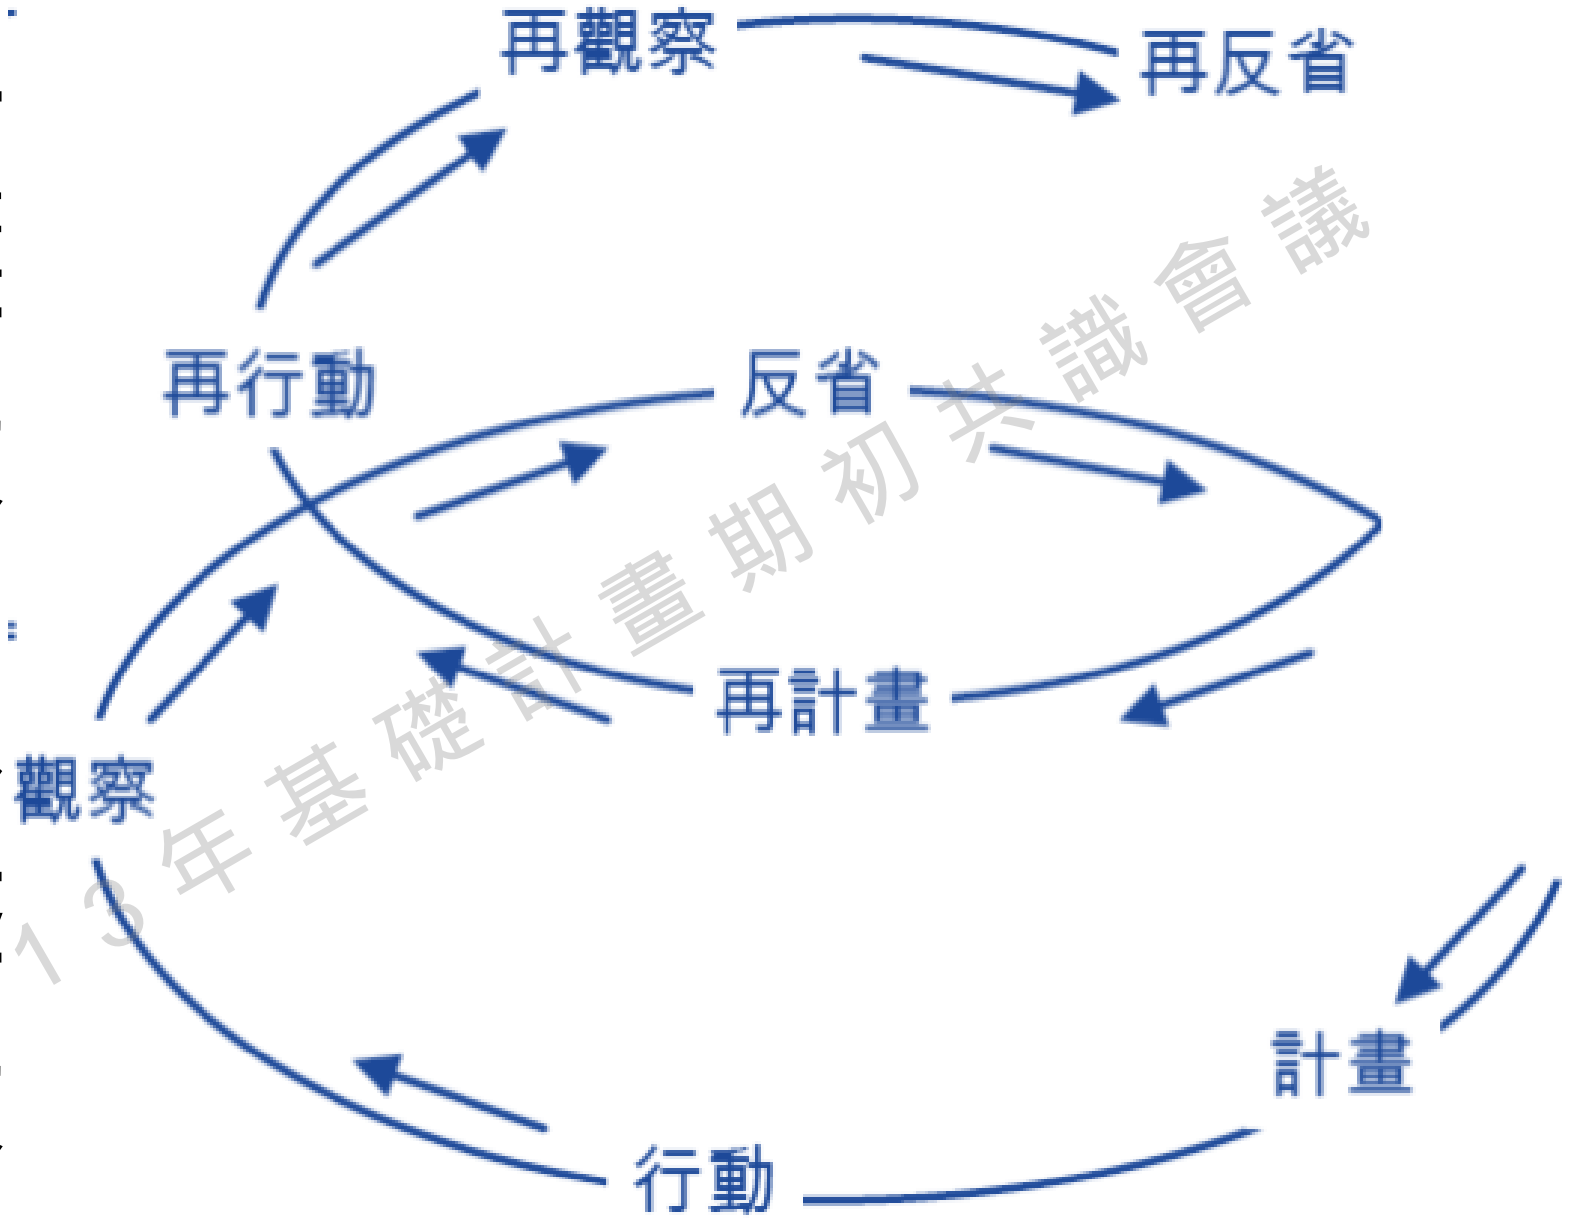 再觀察
再反省
再行動
反省
再計畫
觀察
計畫
行動
13年基礎計畫期初共識會議